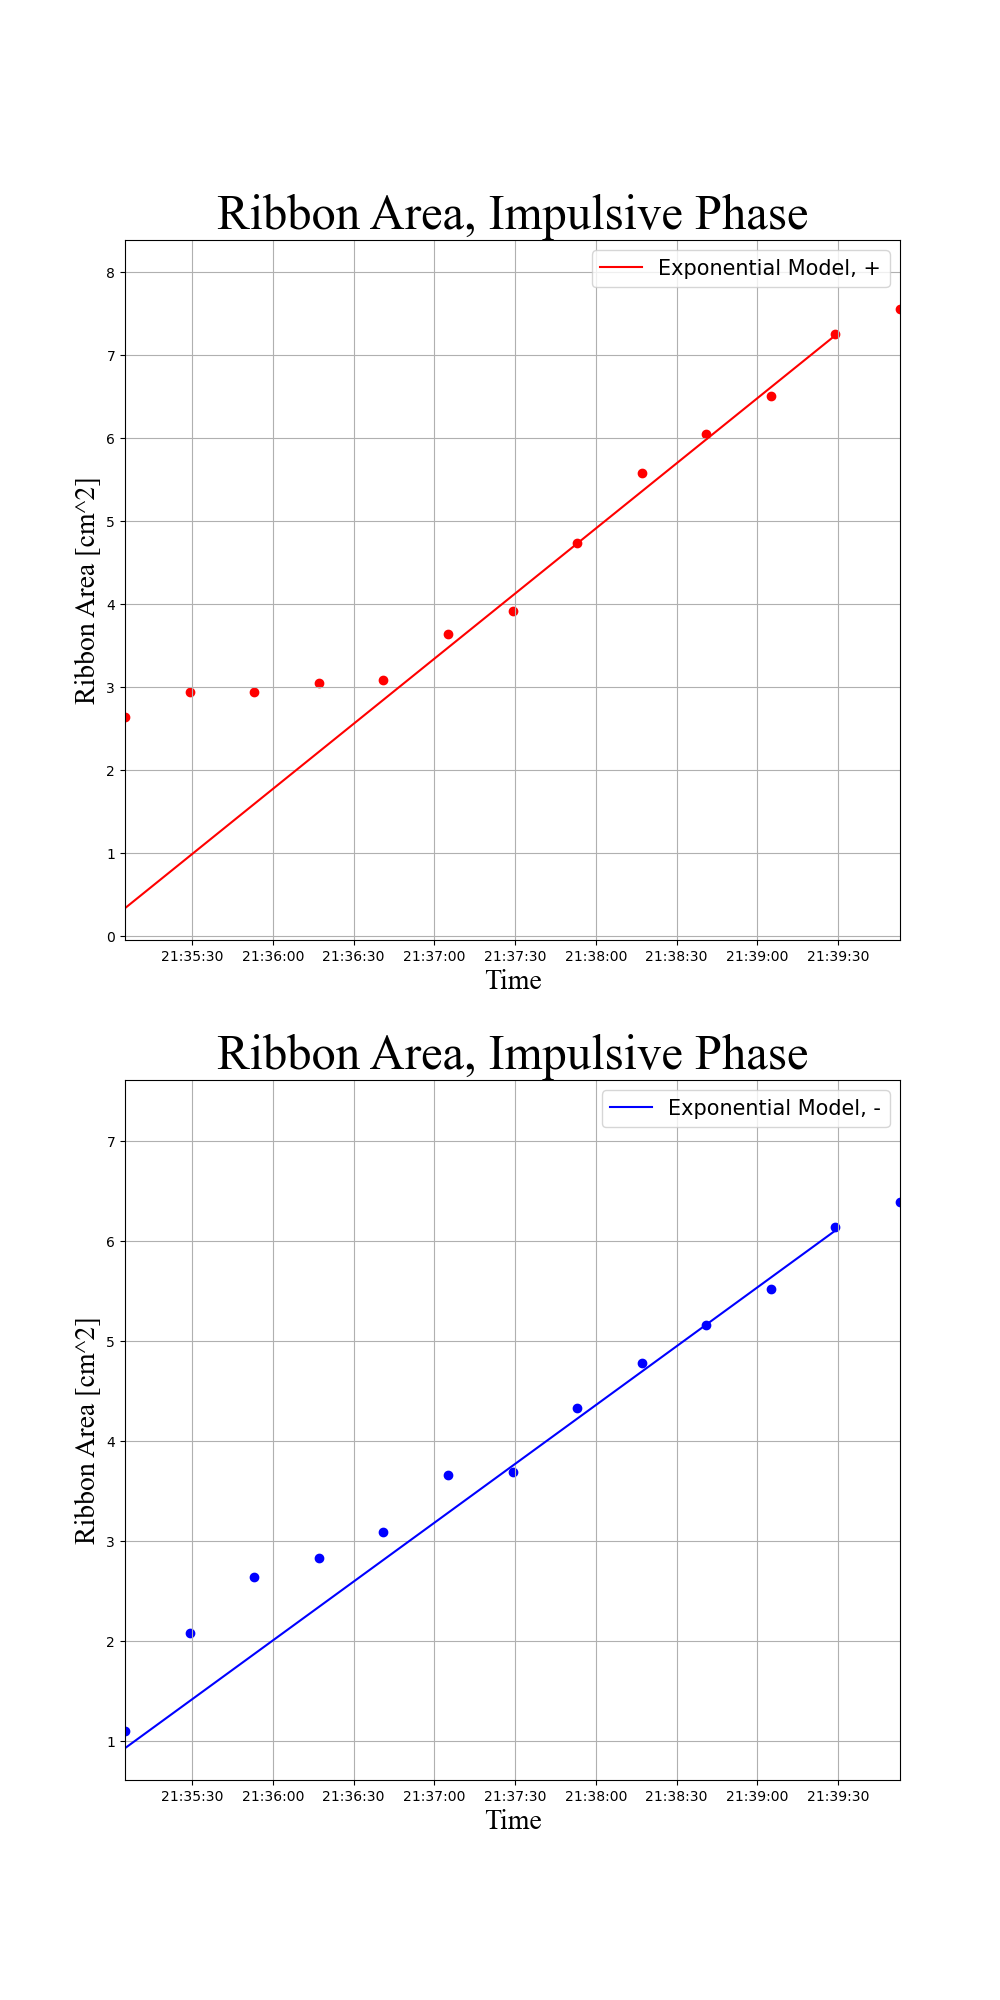 Ribbon Area, Impulsive Phase
Exponential Model, +
8
7
6
5
4
3
2
1
0
Ribbon Area [cm^2]
21:35:30 21:36:00 21:36:30 21:37:00 21:37:30 21:38:00 21:38:30 21:39:00 21:39:30
Time
Ribbon Area, Impulsive Phase
Exponential Model, -
7
6
5
4
3
2
1
Ribbon Area [cm^2]
21:35:30 21:36:00 21:36:30 21:37:00 21:37:30 21:38:00 21:38:30 21:39:00 21:39:30
Time